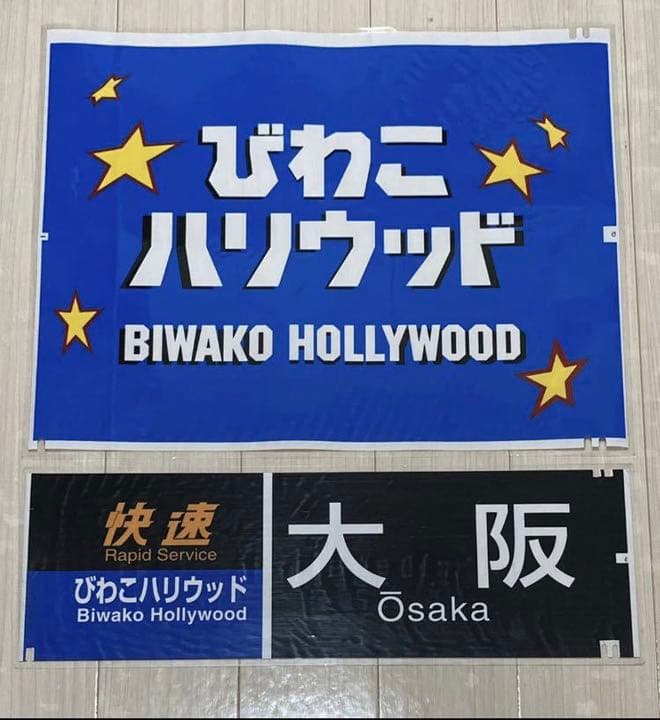 びわこ
ハリウッド
BIWAKO HOLLYWOOD
快速
Rapid Service
びわこハリウッド
Biwako Hollywood
大阪
Ōsaka